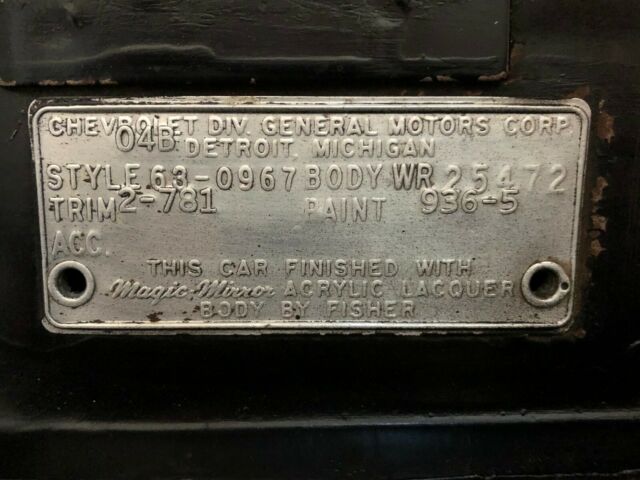 CHEVROLET DIV. GENERAL MOTORS CORP.
04B DETROIT, MICHIGAN
STYLE 63-0967 BODY WR 25472
TRIM 2-781 PAINT 936-5
ACC.
THIS CAR FINISHED WITH
Magic-Mirror ACRYLIC LACQUER
BODY BY FISHER